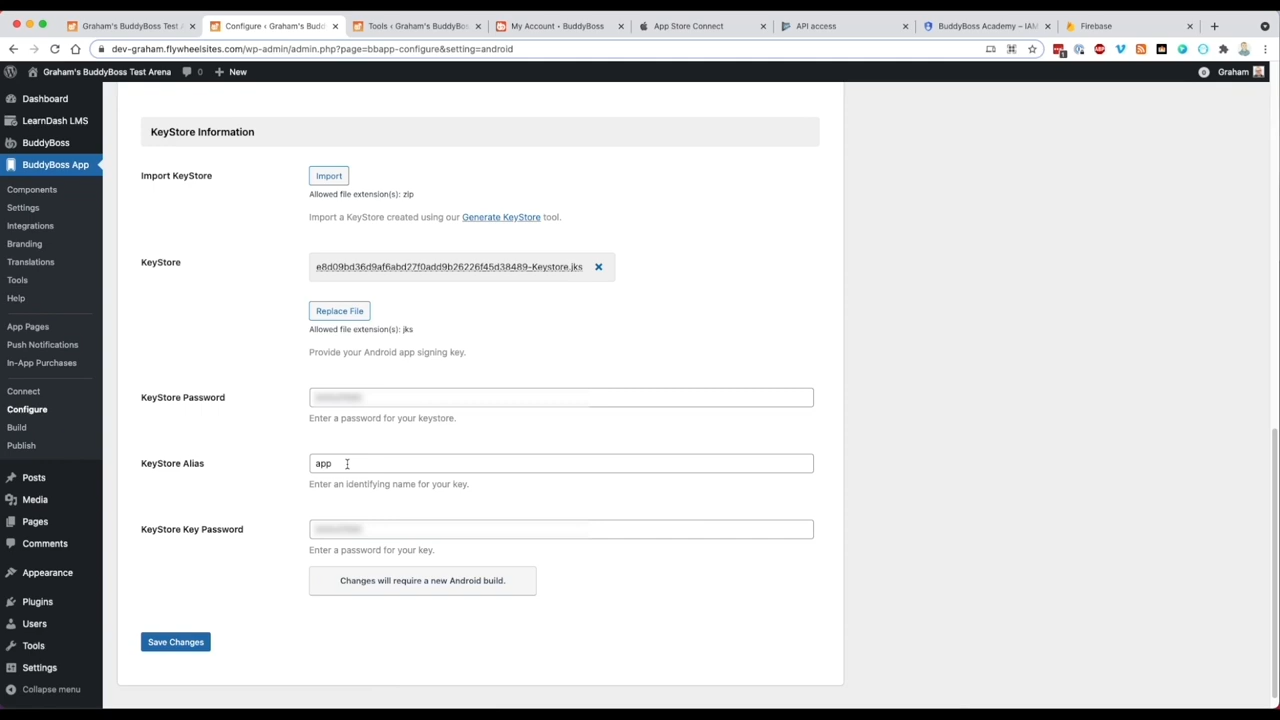 Graham's BuddyBoss Test A
Configure ‹ Graham's Budd
Tools ‹ Graham's BuddyBos
My Account • BuddyBoss
App Store Connect
API access
BuddyBoss Academy – IAM
Firebase
dev-graham.flywheelsites.com/wp-admin/admin.php?page=bbapp-configure&setting=android
Graham's BuddyBoss Test Arena
0
New
0
Graham
Dashboard
LearnDash LMS
BuddyBoss
BuddyBoss App
Components
Settings
Integrations
Branding
Translations
Tools
Help
App Pages
Push Notifications
In-App Purchases
Connect
Configure
Build
Publish
Posts
Media
Pages
Comments
Appearance
Plugins
Users
Tools
Settings
Collapse menu
KeyStore Information
Import KeyStore
Import
Allowed file extension(s): zip
Import a KeyStore created using our Generate KeyStore tool.
KeyStore
e8d09bd36d9af6abd27f0add9b26226f45d38489-Keystore.jks
Replace File
Allowed file extension(s): jks
Provide your Android app signing key.
KeyStore Password
Enter a password for your keystore.
KeyStore Alias
app
Enter an identifying name for your key.
KeyStore Key Password
Enter a password for your key.
Changes will require a new Android build.
Save Changes